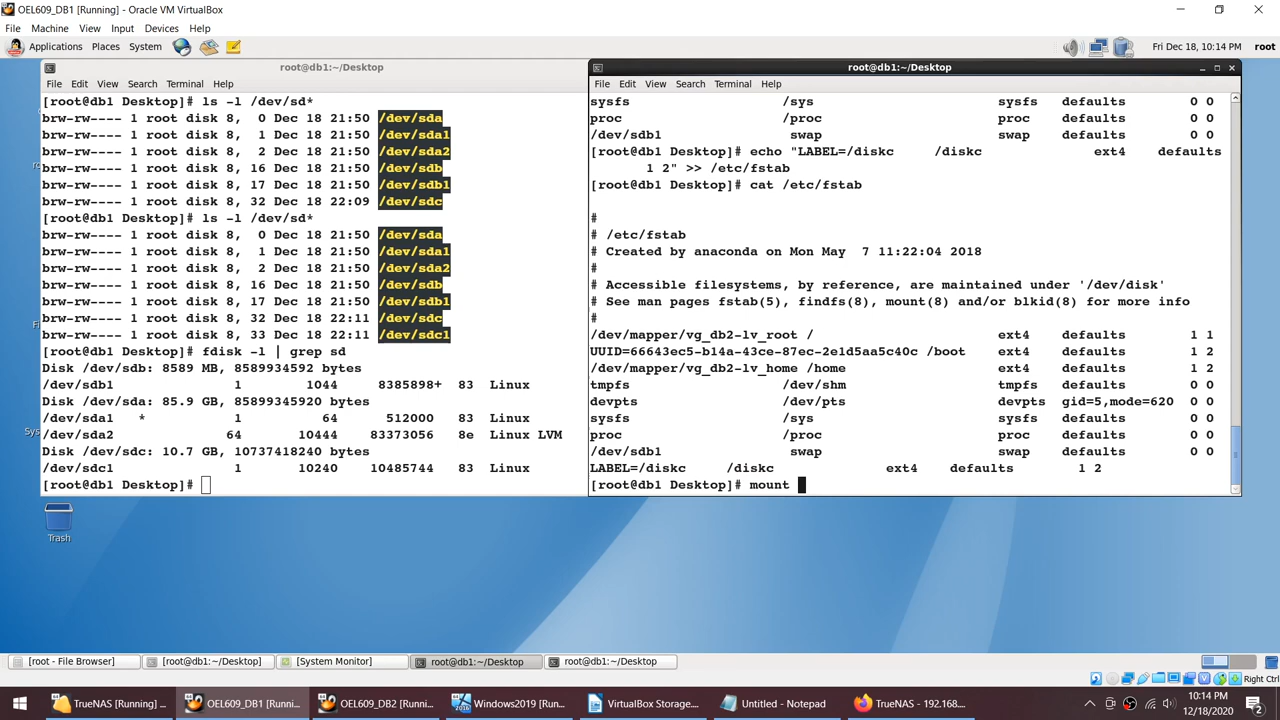 OEL609_DB1 [Running] - Oracle VM VirtualBox
File Machine View Input Devices Help
Applications Places System Fri Dec 18, 10:14 PM root
root@db1:~/Desktop
File Edit View Search Terminal Help
[root@db1 Desktop]# ls -l /dev/sd*
brw-rw---- 1 root disk 8,  0 Dec 18 21:50 /dev/sda
brw-rw---- 1 root disk 8,  1 Dec 18 21:50 /dev/sda1
brw-rw---- 1 root disk 8,  2 Dec 18 21:50 /dev/sda2
brw-rw---- 1 root disk 8, 16 Dec 18 21:50 /dev/sdb
brw-rw---- 1 root disk 8, 17 Dec 18 21:50 /dev/sdb1
brw-rw---- 1 root disk 8, 32 Dec 18 22:09 /dev/sdc
[root@db1 Desktop]# ls -l /dev/sd*
brw-rw---- 1 root disk 8,  0 Dec 18 21:50 /dev/sda
brw-rw---- 1 root disk 8,  1 Dec 18 21:50 /dev/sda1
brw-rw---- 1 root disk 8,  2 Dec 18 21:50 /dev/sda2
brw-rw---- 1 root disk 8, 16 Dec 18 21:50 /dev/sdb
brw-rw---- 1 root disk 8, 17 Dec 18 21:50 /dev/sdb1
brw-rw---- 1 root disk 8, 32 Dec 18 22:11 /dev/sdc
brw-rw---- 1 root disk 8, 33 Dec 18 22:11 /dev/sdc1
[root@db1 Desktop]# fdisk -l | grep sd
Disk /dev/sdb: 8589 MB, 8589934592 bytes
/dev/sdb1 1 1044 8385898+ 83 Linux
Disk /dev/sda: 85.9 GB, 85899345920 bytes
/dev/sda1 * 1 64 512000 83 Linux
/dev/sda2 64 10444 83373056 8e Linux LVM
Disk /dev/sdc: 10.7 GB, 10737418240 bytes
/dev/sdc1 1 10240 10485744 83 Linux
[root@db1 Desktop]#
root@db1:~/Desktop
File Edit View Search Terminal Help
sysfs /sys sysfs defaults 0 0
proc /proc proc defaults 0 0
/dev/sdb1 swap swap defaults 0 0
[root@db1 Desktop]# echo "LABEL=/diskc /diskc ext4 defaults
1 2" >> /etc/fstab
[root@db1 Desktop]# cat /etc/fstab
#
# /etc/fstab
# Created by anaconda on Mon May  7 11:22:04 2018
#
# Accessible filesystems, by reference, are maintained under '/dev/disk'
# See man pages fstab(5), findfs(8), mount(8) and/or blkid(8) for more info
#
/dev/mapper/vg_db2-lv_root / ext4 defaults 1 1
UUID=66643ec5-b14a-43ce-87ec-2e1d5aa5c40c /boot ext4 defaults 1 2
/dev/mapper/vg_db2-lv_home /home ext4 defaults 1 2
tmpfs /dev/shm tmpfs defaults 0 0
devpts /dev/pts devpts gid=5,mode=620 0 0
sysfs /sys sysfs defaults 0 0
proc /proc proc defaults 0 0
/dev/sdb1 swap swap defaults 0 0
LABEL=/diskc /diskc ext4 defaults 1 2
[root@db1 Desktop]# mount
Trash
[root - File Browser] [root@db1:~/Desktop] [System Monitor] root@db1:~/Desktop root@db1:~/Desktop
Right Ctrl
TrueNAS [Running] ... OEL609_DB1 [Runni... OEL609_DB2 [Runni... Windows2019 [Runn... VirtualBox Storage.... Untitled - Notepad TrueNAS - 192.168.... 10:14 PM
12/18/2020 2